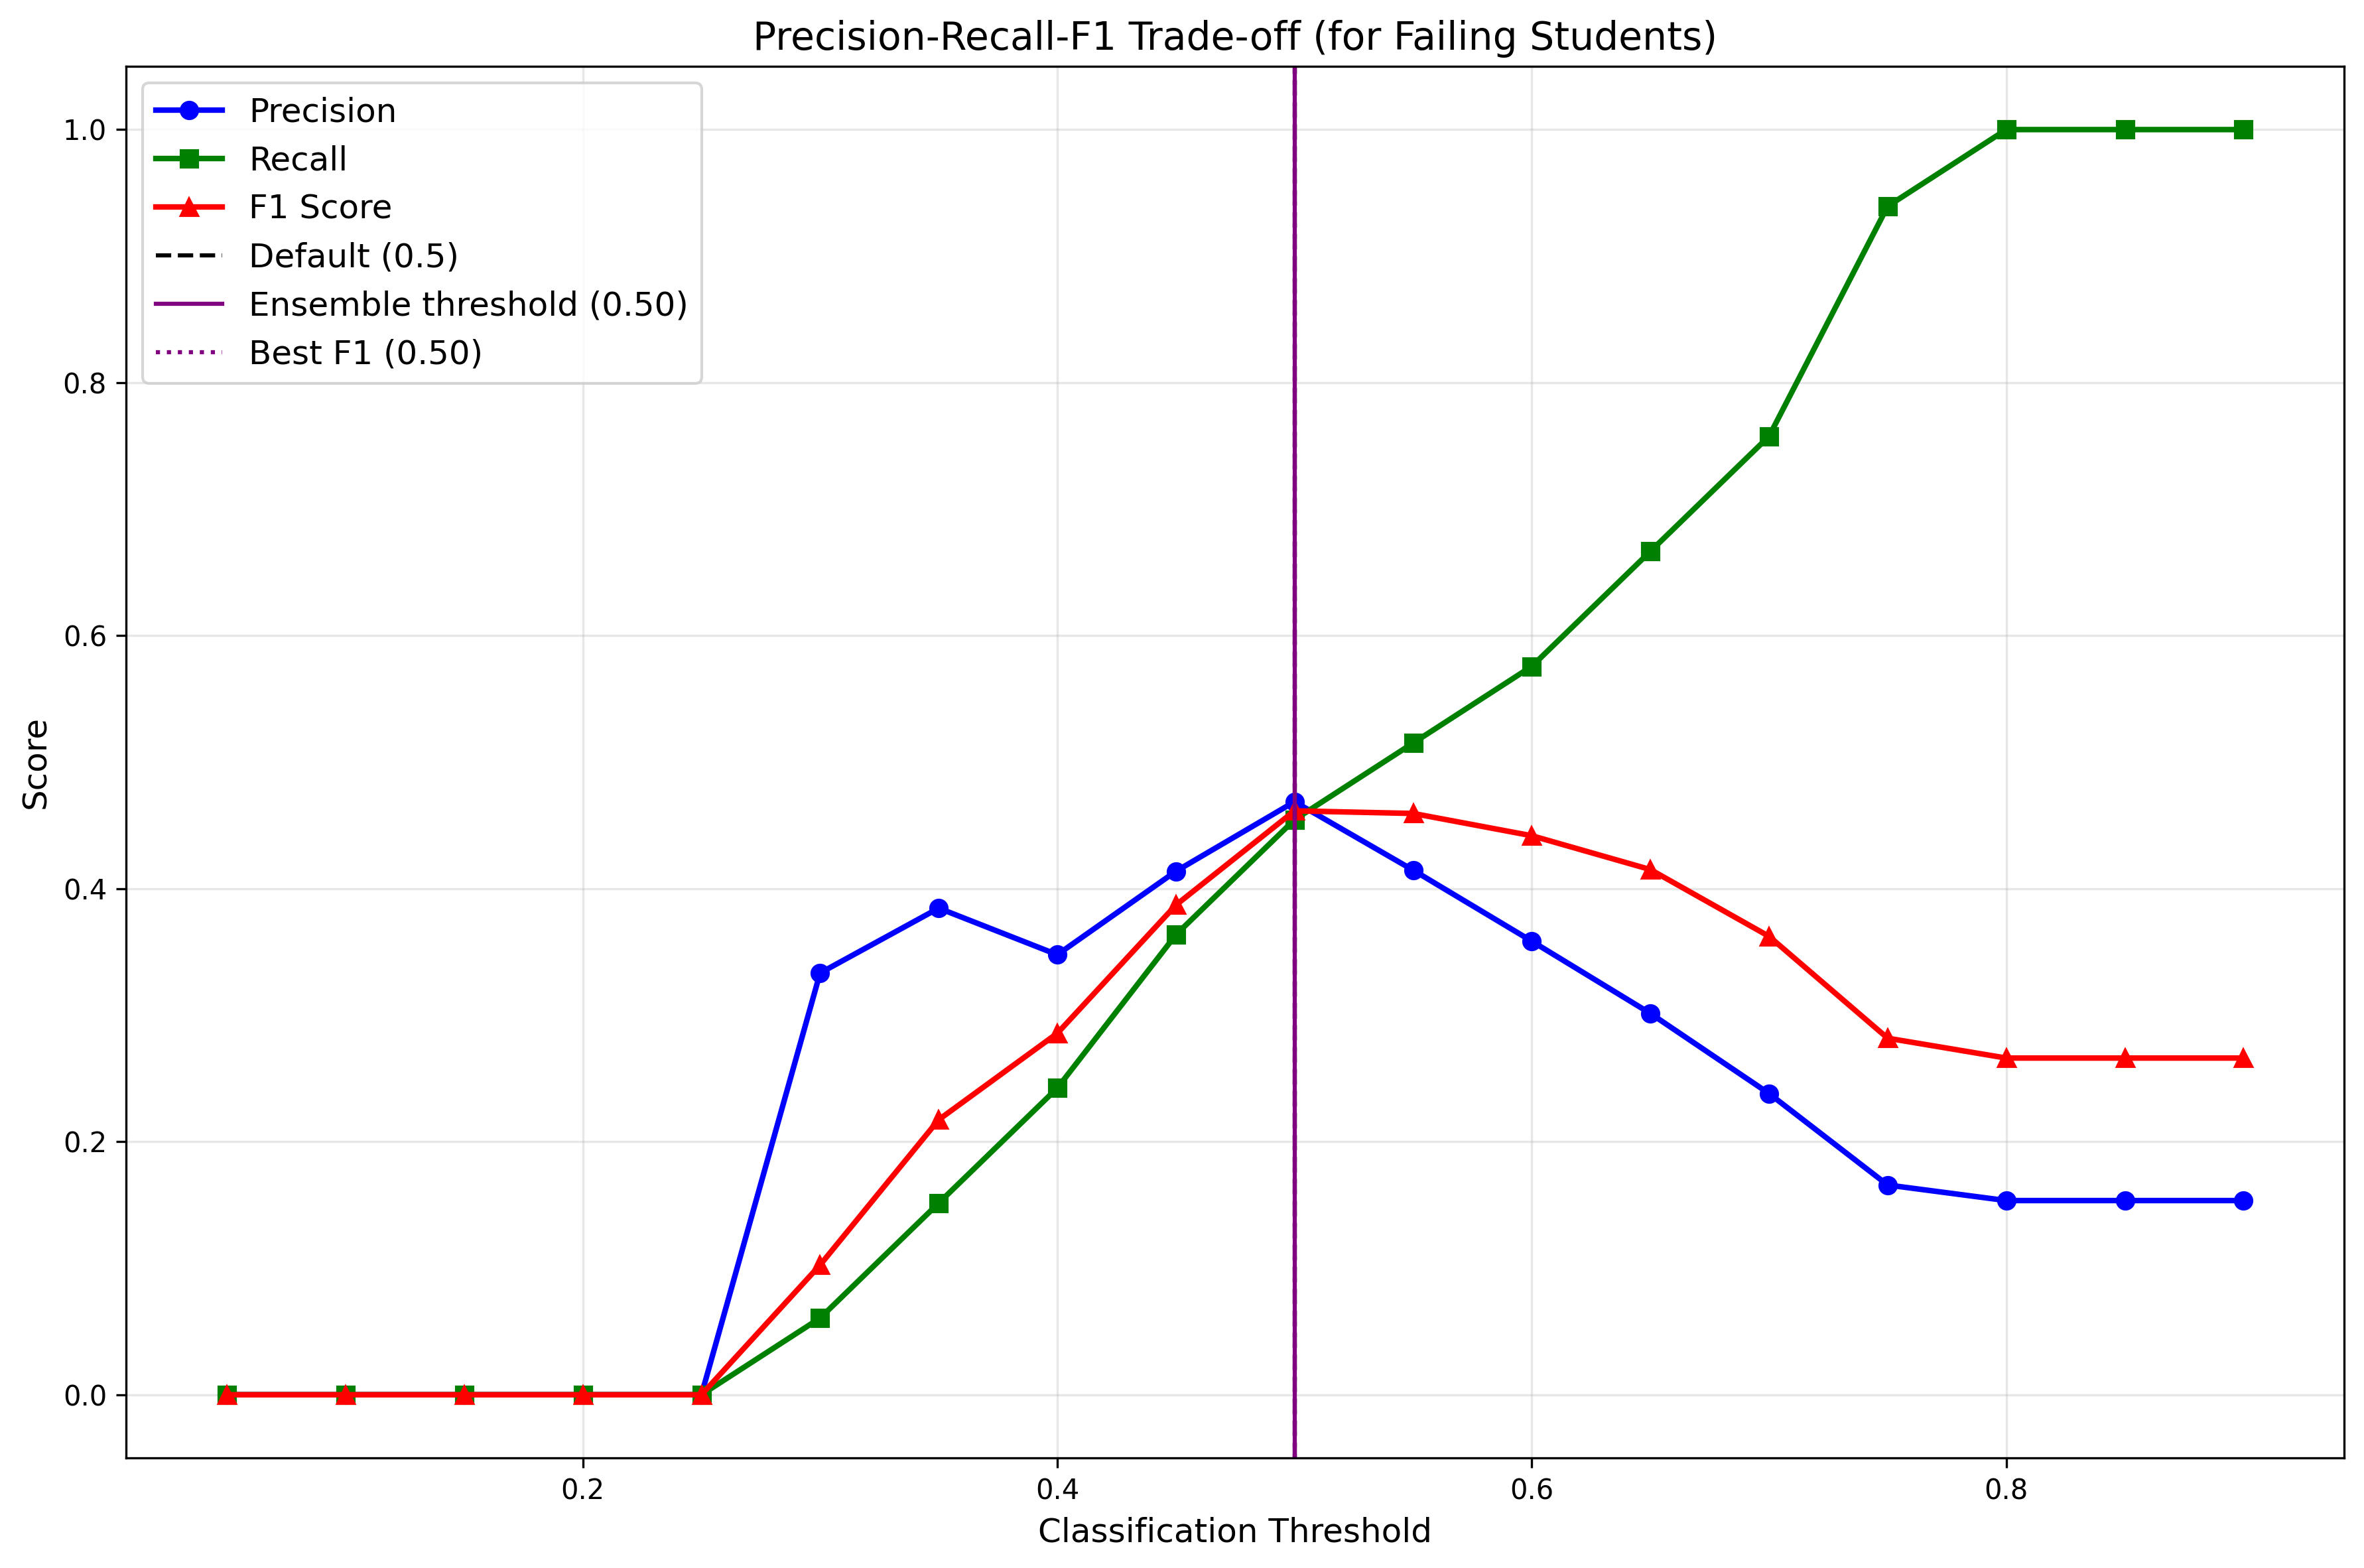 Precision-Recall-F1 Trade-off (for Failing Students)
Precision
Recall
F1 Score
Default (0.5)
Ensemble threshold (0.50)
Best F1 (0.50)
1.0
0.8
0.6
0.4
0.2
0.0
Score
0.2 0.4 0.6 0.8
Classification Threshold